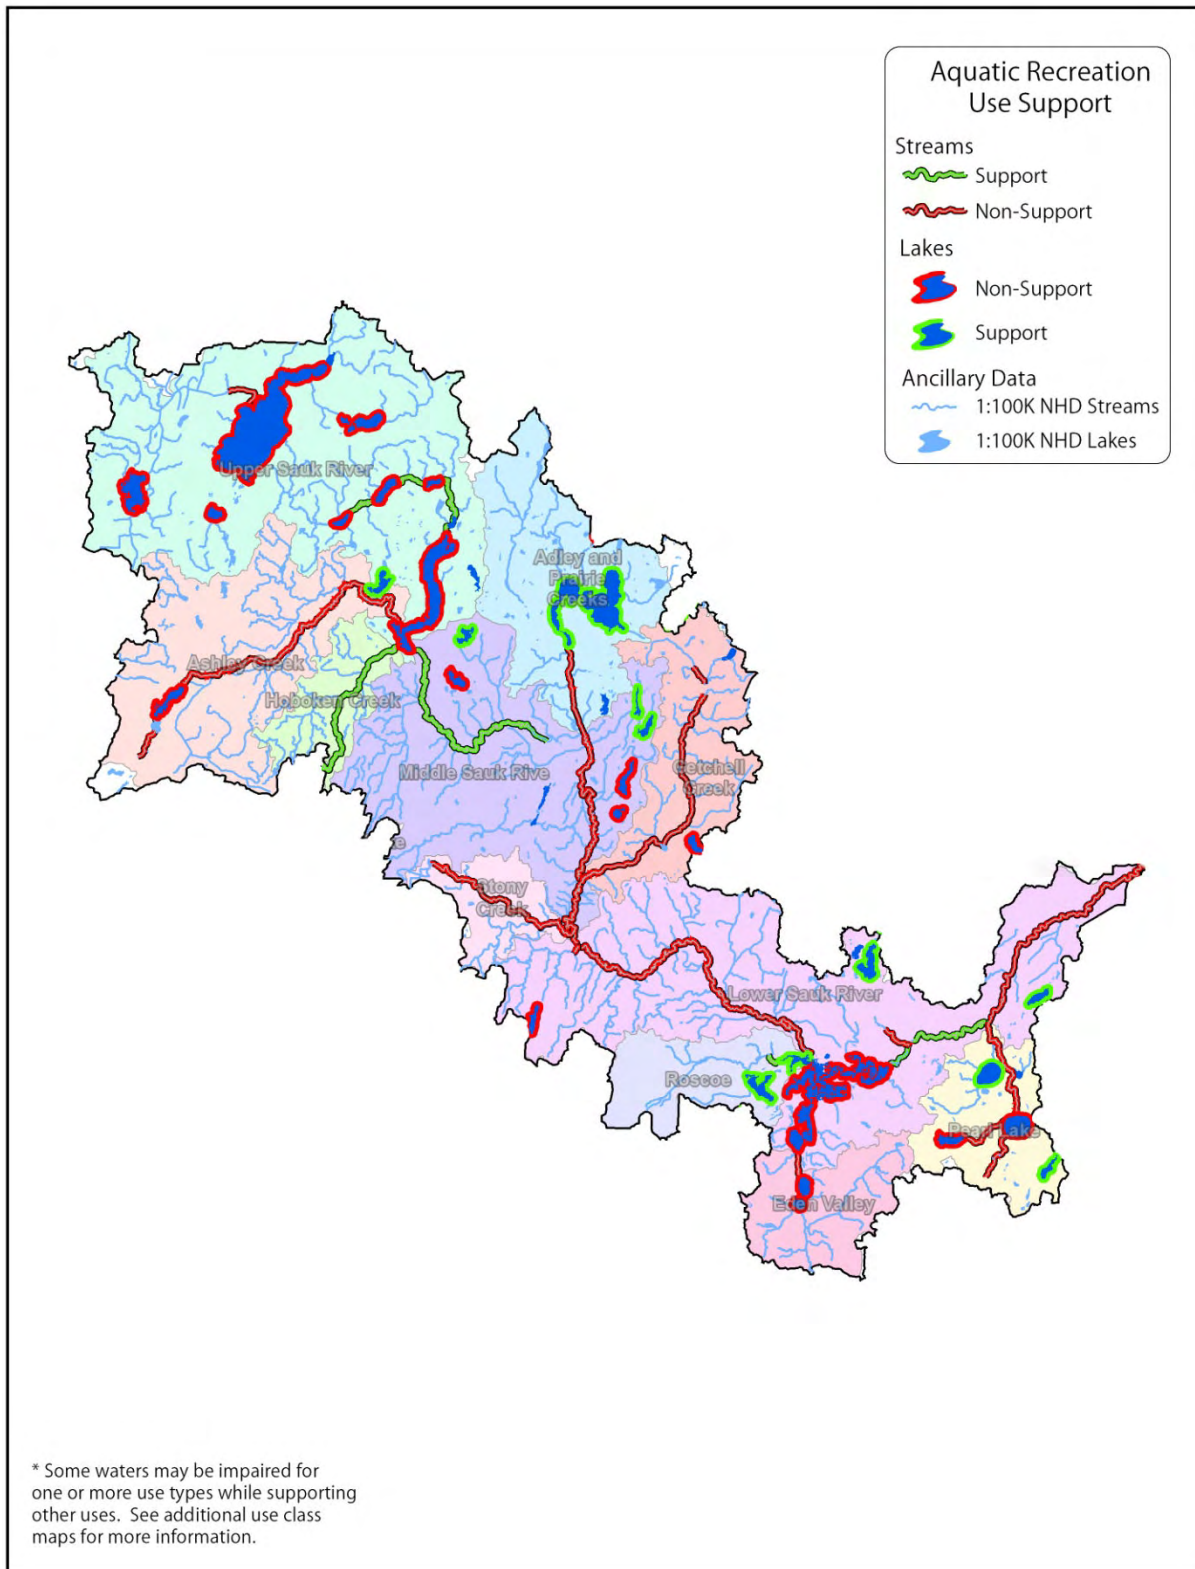 Aquatic Recreation
Use Support
Streams
Support
Non-Support
Lakes
Non-Support
Support
Ancillary Data
1:100K NHD Streams
1:100K NHD Lakes
Upper Sauk River
Adley and
Prairie
Creeks
Ashley Creek
Hoboken Creek
Middle Sauk Rive
Getchell
Creek
e
Stony
Creek
Lower Sauk River
Roscoe
Pearl Lake
Eden Valley
* Some waters may be impaired for
one or more use types while supporting
other uses. See additional use class
maps for more information.